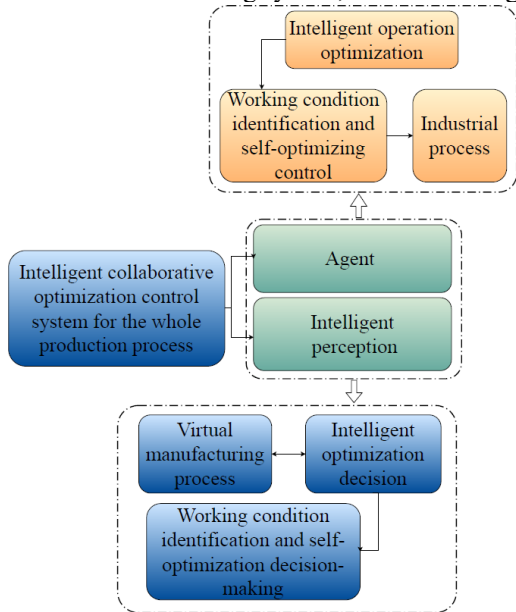 Intelligent operation
optimization
Working condition
identification and
self-optimizing
control
Industrial
process
Agent
Intelligent collaborative
optimization control
system for the whole
production process
Intelligent
perception
Virtual
manufacturing
process
Intelligent
optimization
decision
Working condition
identification and self-
optimization decision-
making